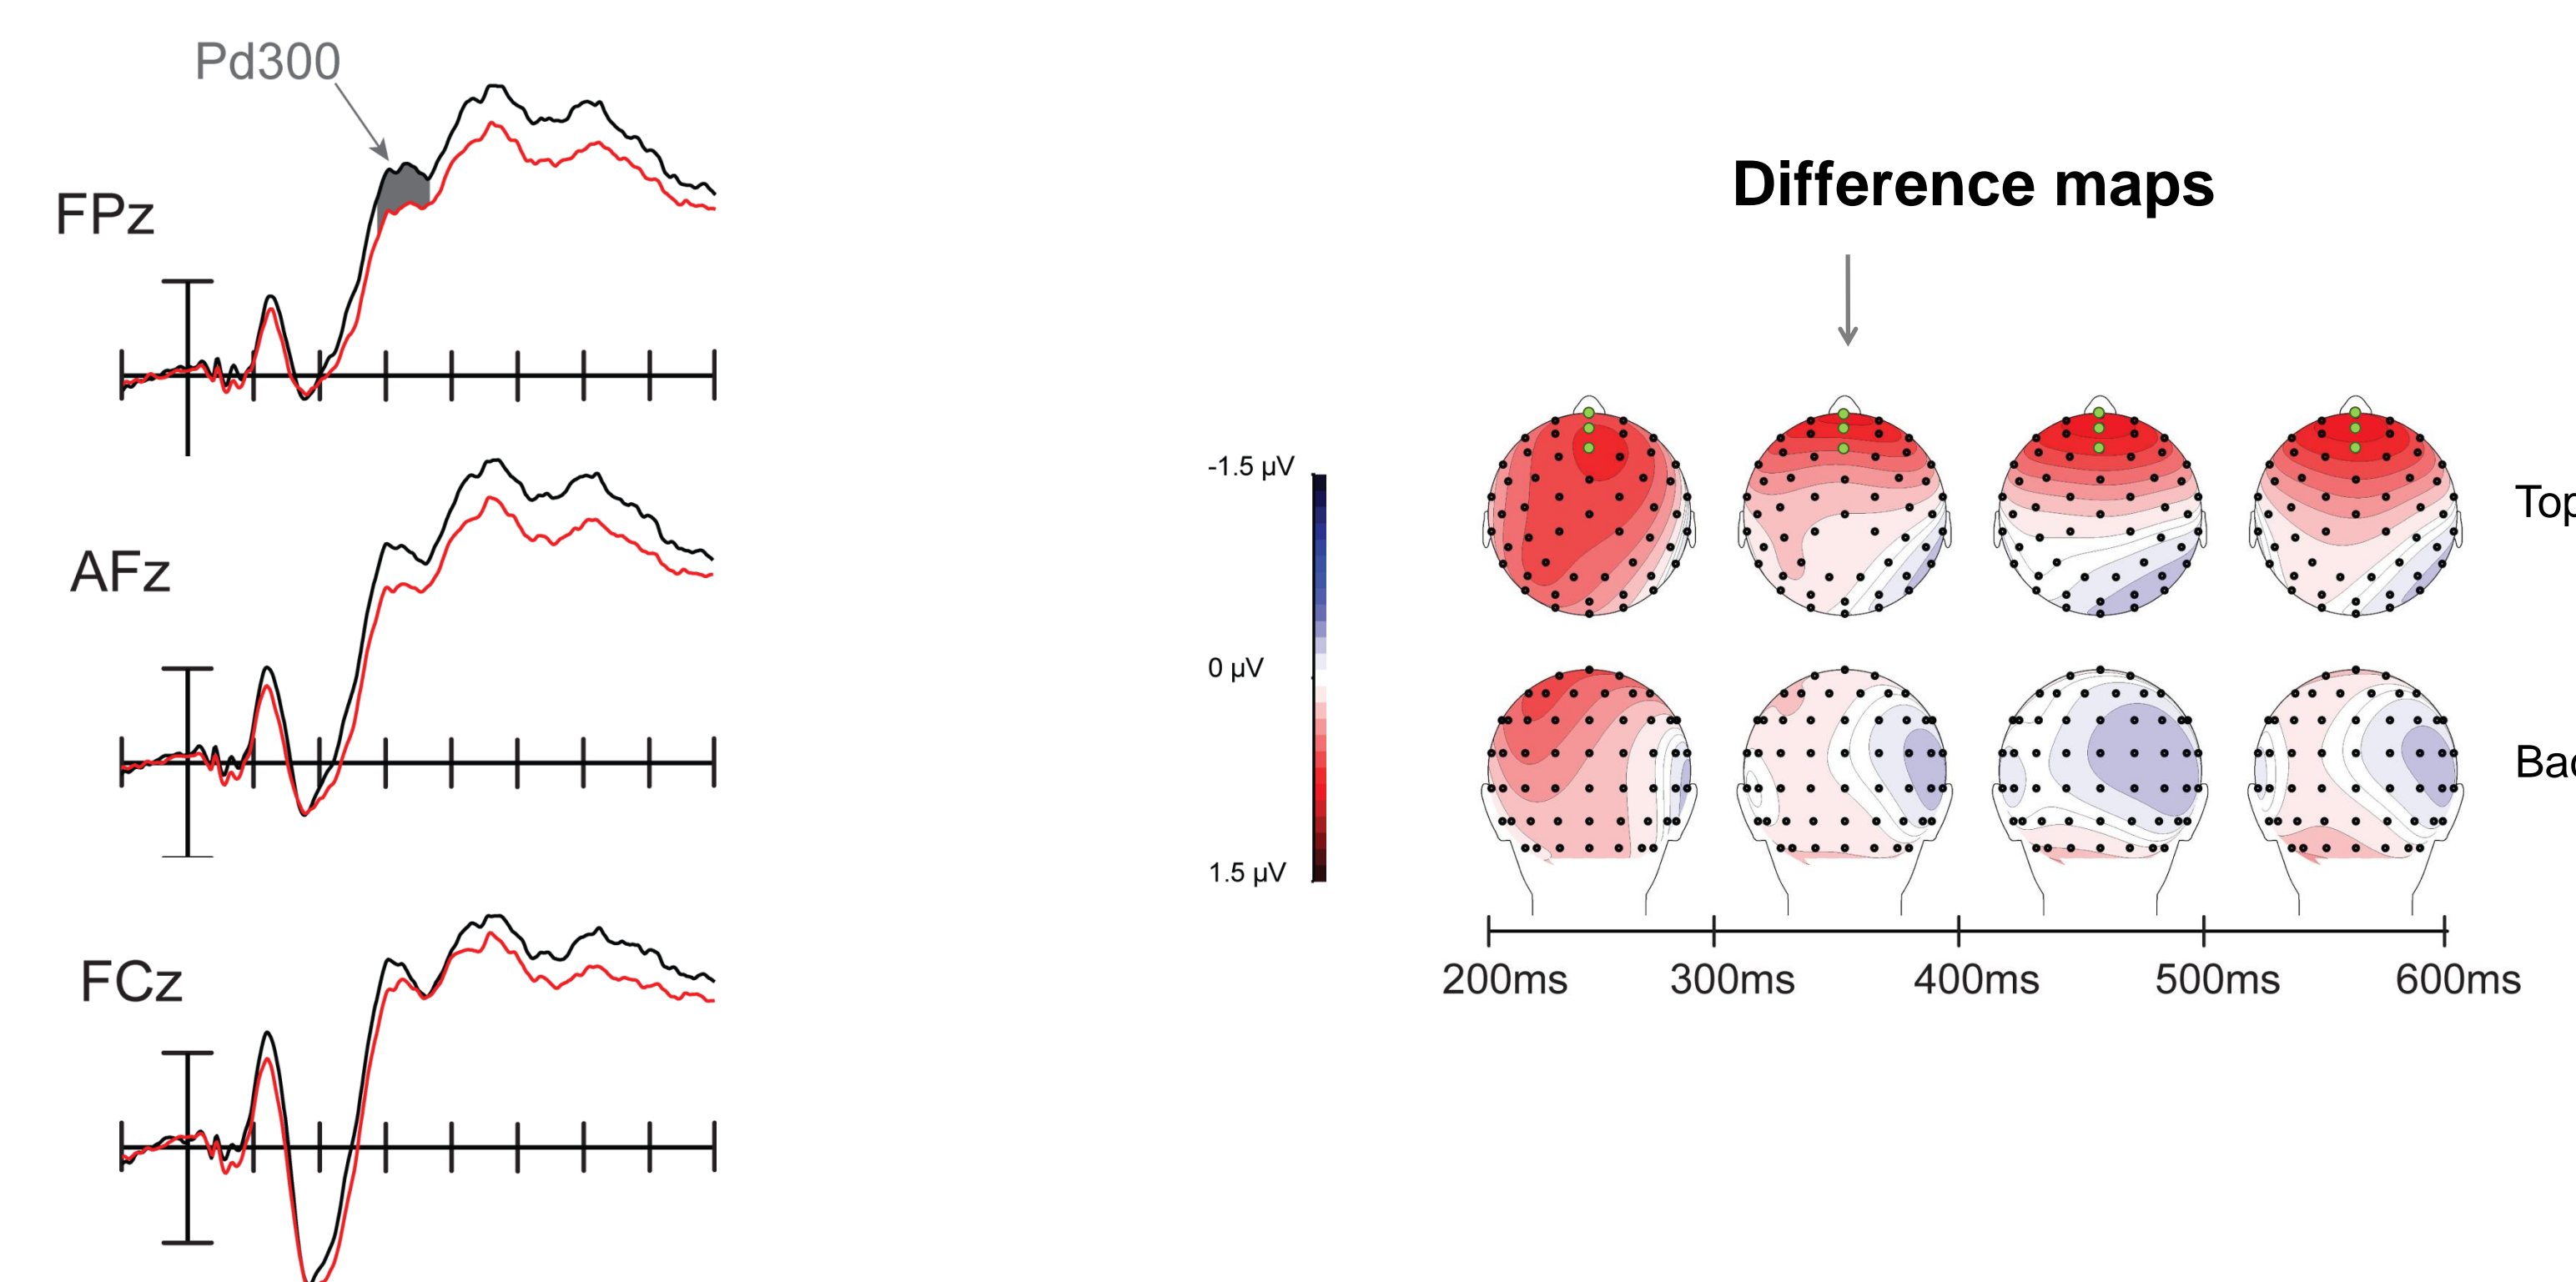 Pd300
FPz
AFz
FCz
Difference maps
-1.5 µV
0 µV
1.5 µV
200ms
300ms
400ms
500ms
600ms